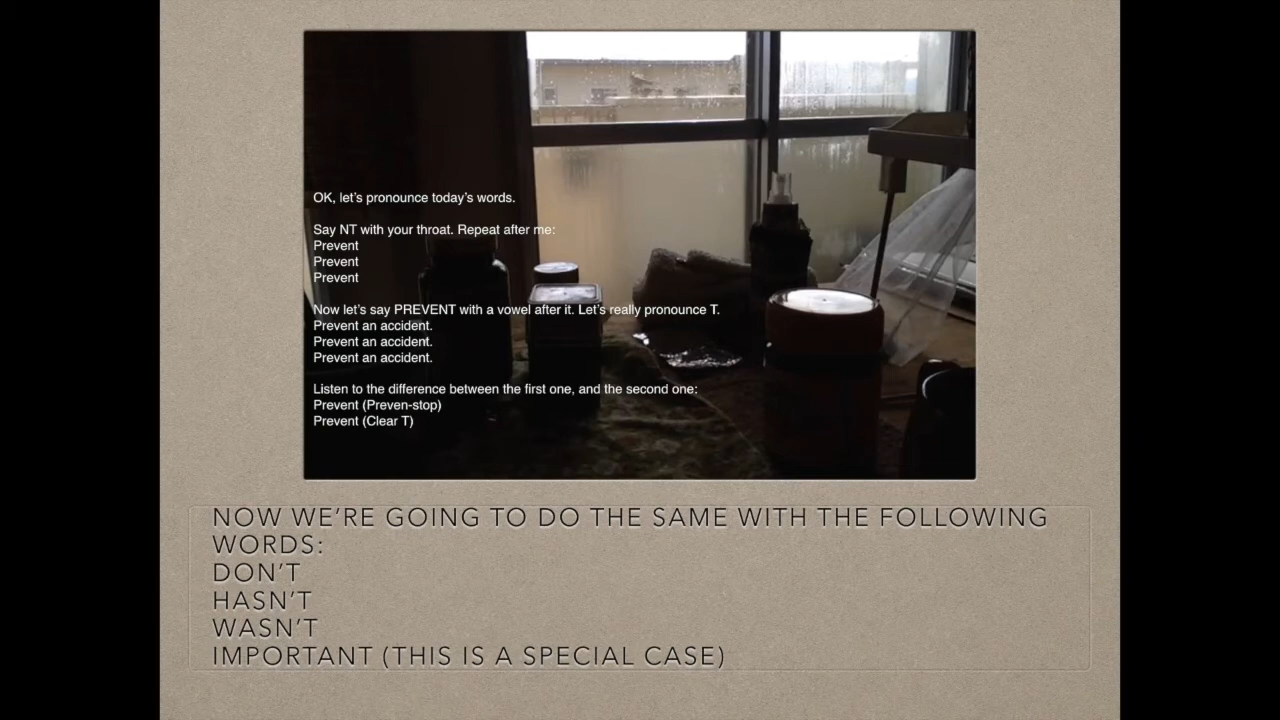 OK, let's pronounce today's words.
Say NT with your throat. Repeat after me:
Prevent
Prevent
Prevent
Now let's say PREVENT with a vowel after it. Let's really pronounce T.
Prevent an accident.
Prevent an accident.
Prevent an accident.
Listen to the difference between the first one, and the second one:
Prevent (Preven-stop)
Prevent (Clear T)
NOW WE'RE GOING TO DO THE SAME WITH THE FOLLOWING
WORDS:
DON'T
HASN'T
WASN'T
IMPORTANT (THIS IS A SPECIAL CASE)